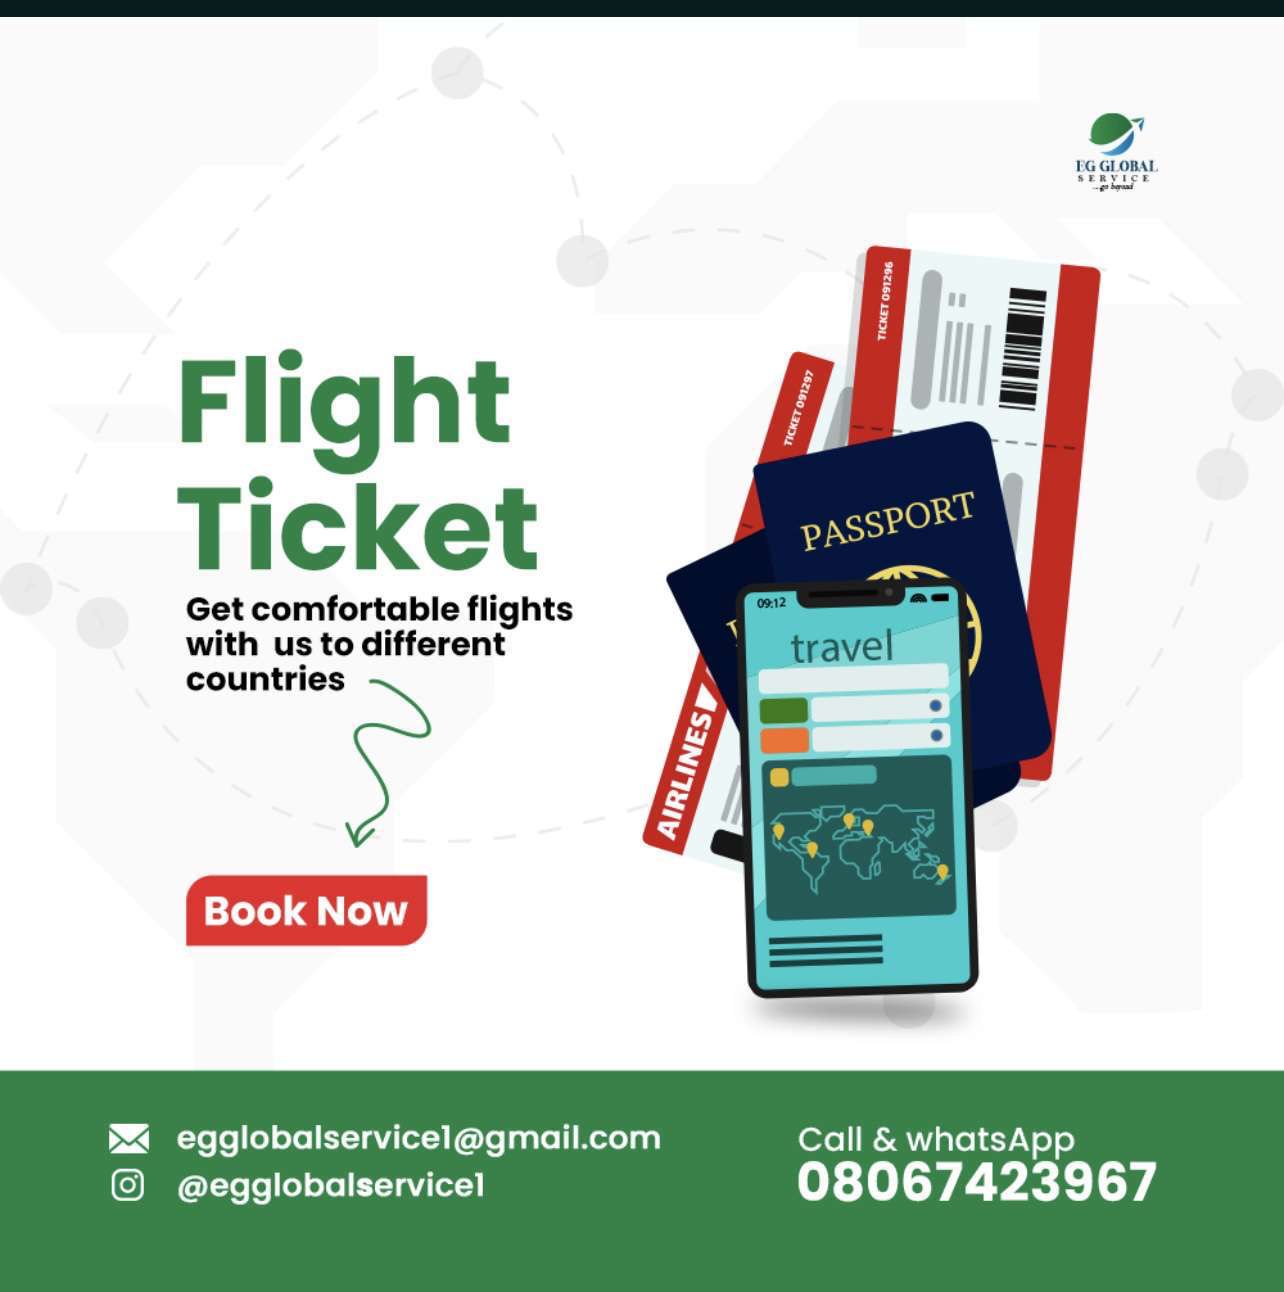 EG GLOBAL
SERVICE
...go beyond
Flight
Ticket
Get comfortable flights
with us to different
countries
Book Now
TICKET 091296
TICKET 091297
PASSPORT
AIRLINES
09:12
travel
egglobalservice1@gmail.com
@egglobalservice1
Call & whatsApp
08067423967